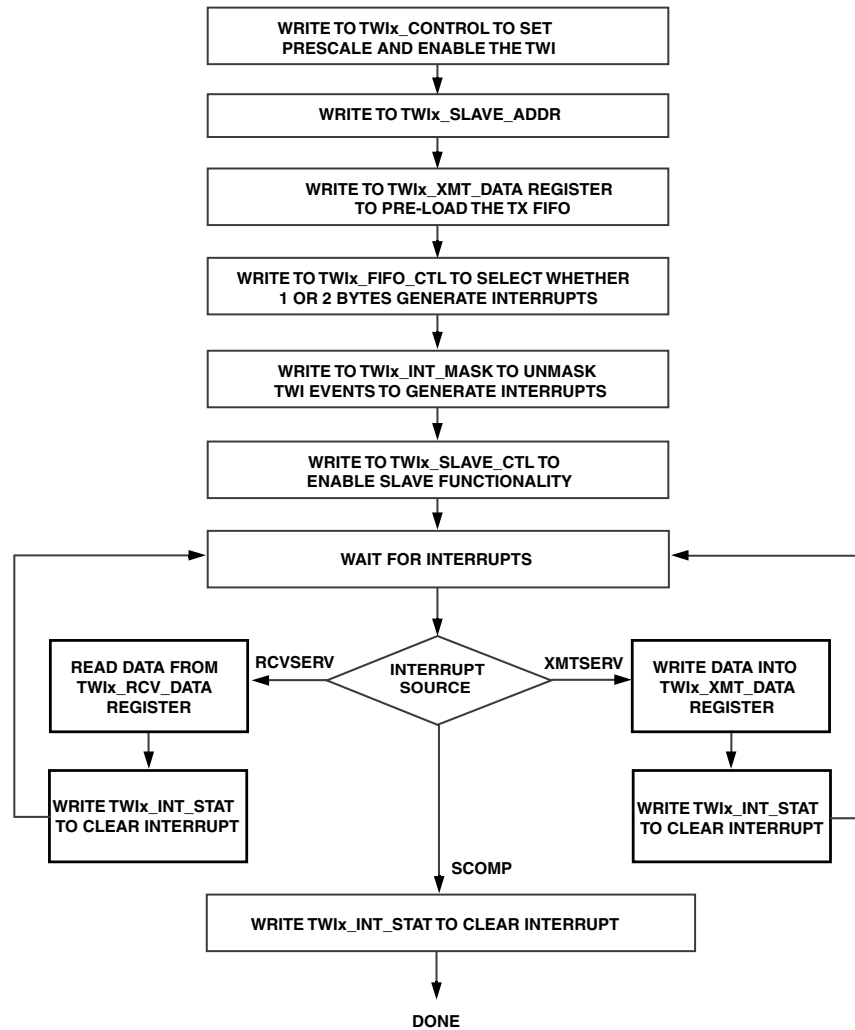 WRITE TO TWIx_CONTROL TO SET
PRESCALE AND ENABLE THE TWI
WRITE TO TWIx_SLAVE_ADDR
WRITE TO TWIx_XMT_DATA REGISTER
TO PRE-LOAD THE TX FIFO
WRITE TO TWIx_FIFO_CTL TO SELECT WHETHER
1 OR 2 BYTES GENERATE INTERRUPTS
WRITE TO TWIx_INT_MASK TO UNMASK
TWI EVENTS TO GENERATE INTERRUPTS
WRITE TO TWIx_SLAVE_CTL TO
ENABLE SLAVE FUNCTIONALITY
WAIT FOR INTERRUPTS
READ DATA FROM
TWIx_RCV_DATA
REGISTER
RCVSERV
INTERRUPT
SOURCE
XMTSERV
WRITE DATA INTO
TWIx_XMT_DATA
REGISTER
WRITE TWIx_INT_STAT
TO CLEAR INTERRUPT
WRITE TWIx_INT_STAT
TO CLEAR INTERRUPT
SCOMP
WRITE TWIx_INT_STAT TO CLEAR INTERRUPT
DONE